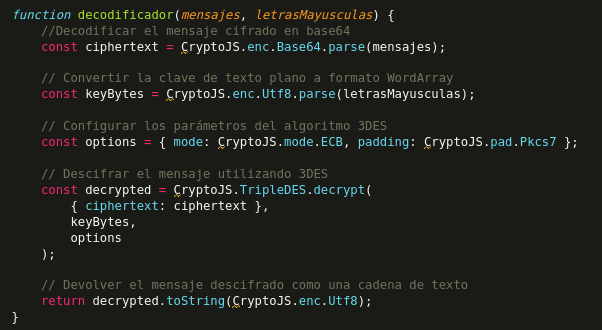 function decodificador(mensajes, letrasMayusculas) {
    //Decodificar el mensaje cifrado en base64
    const ciphertext = CryptoJS.enc.Base64.parse(mensajes);

    // Convertir la clave de texto plano a formato WordArray
    const keyBytes = CryptoJS.enc.Utf8.parse(letrasMayusculas);

    // Configurar los parámetros del algoritmo 3DES
    const options = { mode: CryptoJS.mode.ECB, padding: CryptoJS.pad.Pkcs7 };

    // Descifrar el mensaje utilizando 3DES
    const decrypted = CryptoJS.TripleDES.decrypt(
        { ciphertext: ciphertext },
        keyBytes,
        options
    );

    // Devolver el mensaje descifrado como una cadena de texto
    return decrypted.toString(CryptoJS.enc.Utf8);
}